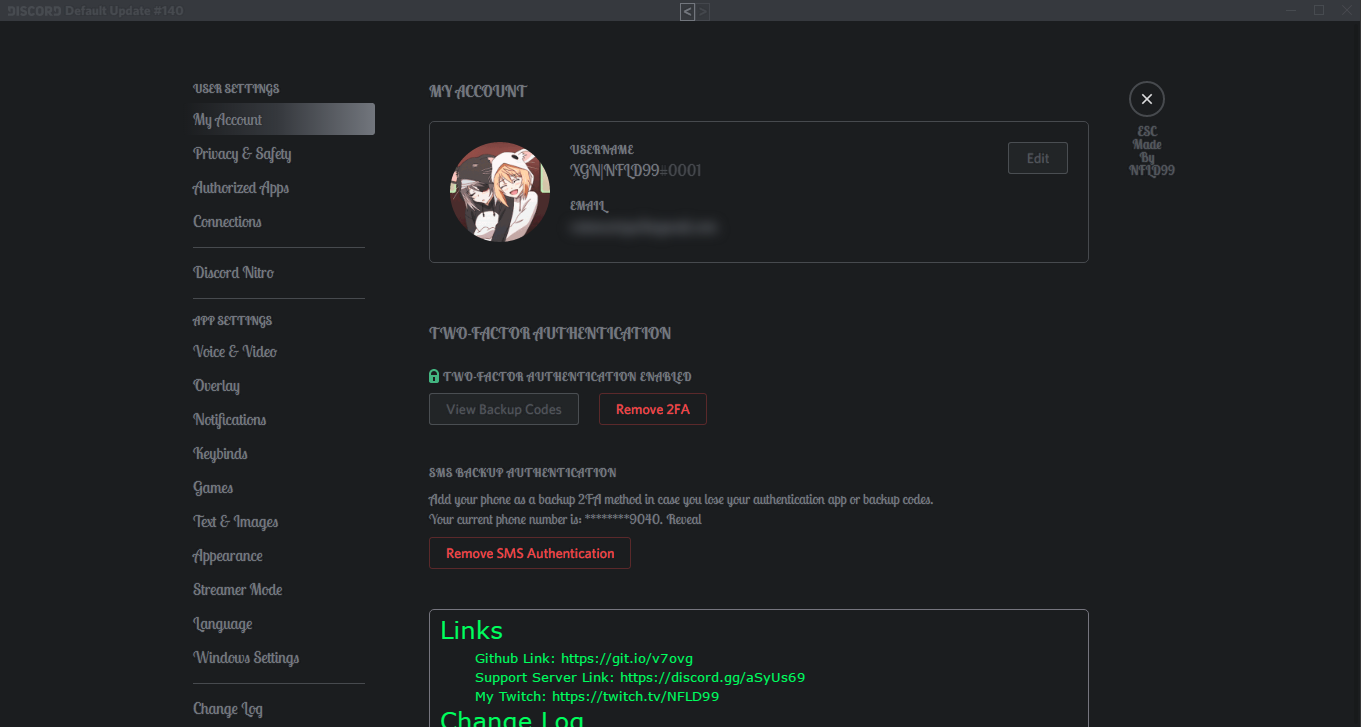 DISCORD Default Update #140
< >
USER SETTINGS
My Account
Privacy & Safety
Authorized Apps
Connections
Discord Nitro
APP SETTINGS
Voice & Video
Overlay
Notifications
Keybinds
Games
Text & Images
Appearance
Streamer Mode
Language
Windows Settings
Change Log
MY ACCOUNT
USERNAME
XGN|NFLD99#0001
Edit
EMAIL
TWO-FACTOR AUTHENTICATION
TWO-FACTOR AUTHENTICATION ENABLED
View Backup Codes
Remove 2FA
SMS BACKUP AUTHENTICATION
Add your phone as a backup 2FA method in case you lose your authentication app or backup codes.
Your current phone number is: ********9040. Reveal
Remove SMS Authentication
Links
Github Link: https://git.io/v7ovg
Support Server Link: https://discord.gg/aSyUs69
My Twitch: https://twitch.tv/NFLD99
Change Log
ESC
Made
By
NFLD99